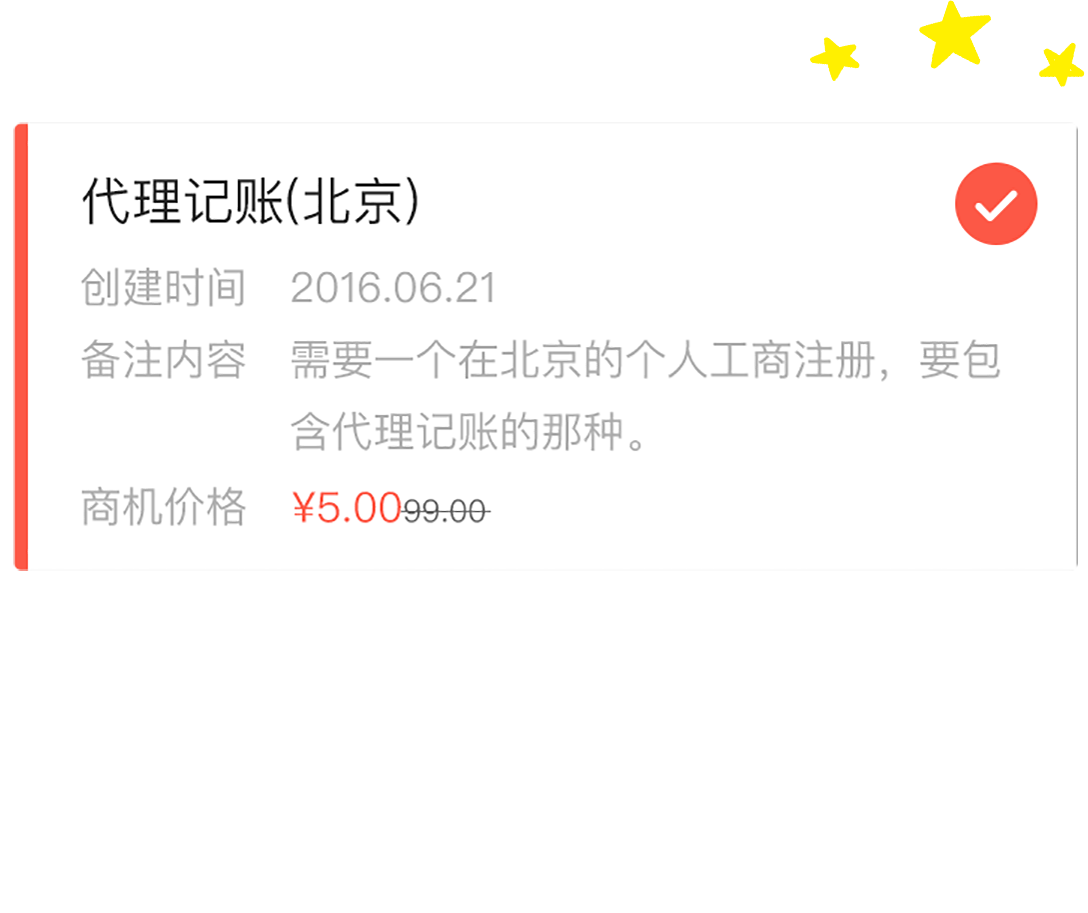 代理记账(北京)
创建时间 2016.06.21
备注内容 需要一个在北京的个人工商注册，要包
含代理记账的那种。
商机价格 ¥5.00 99.00